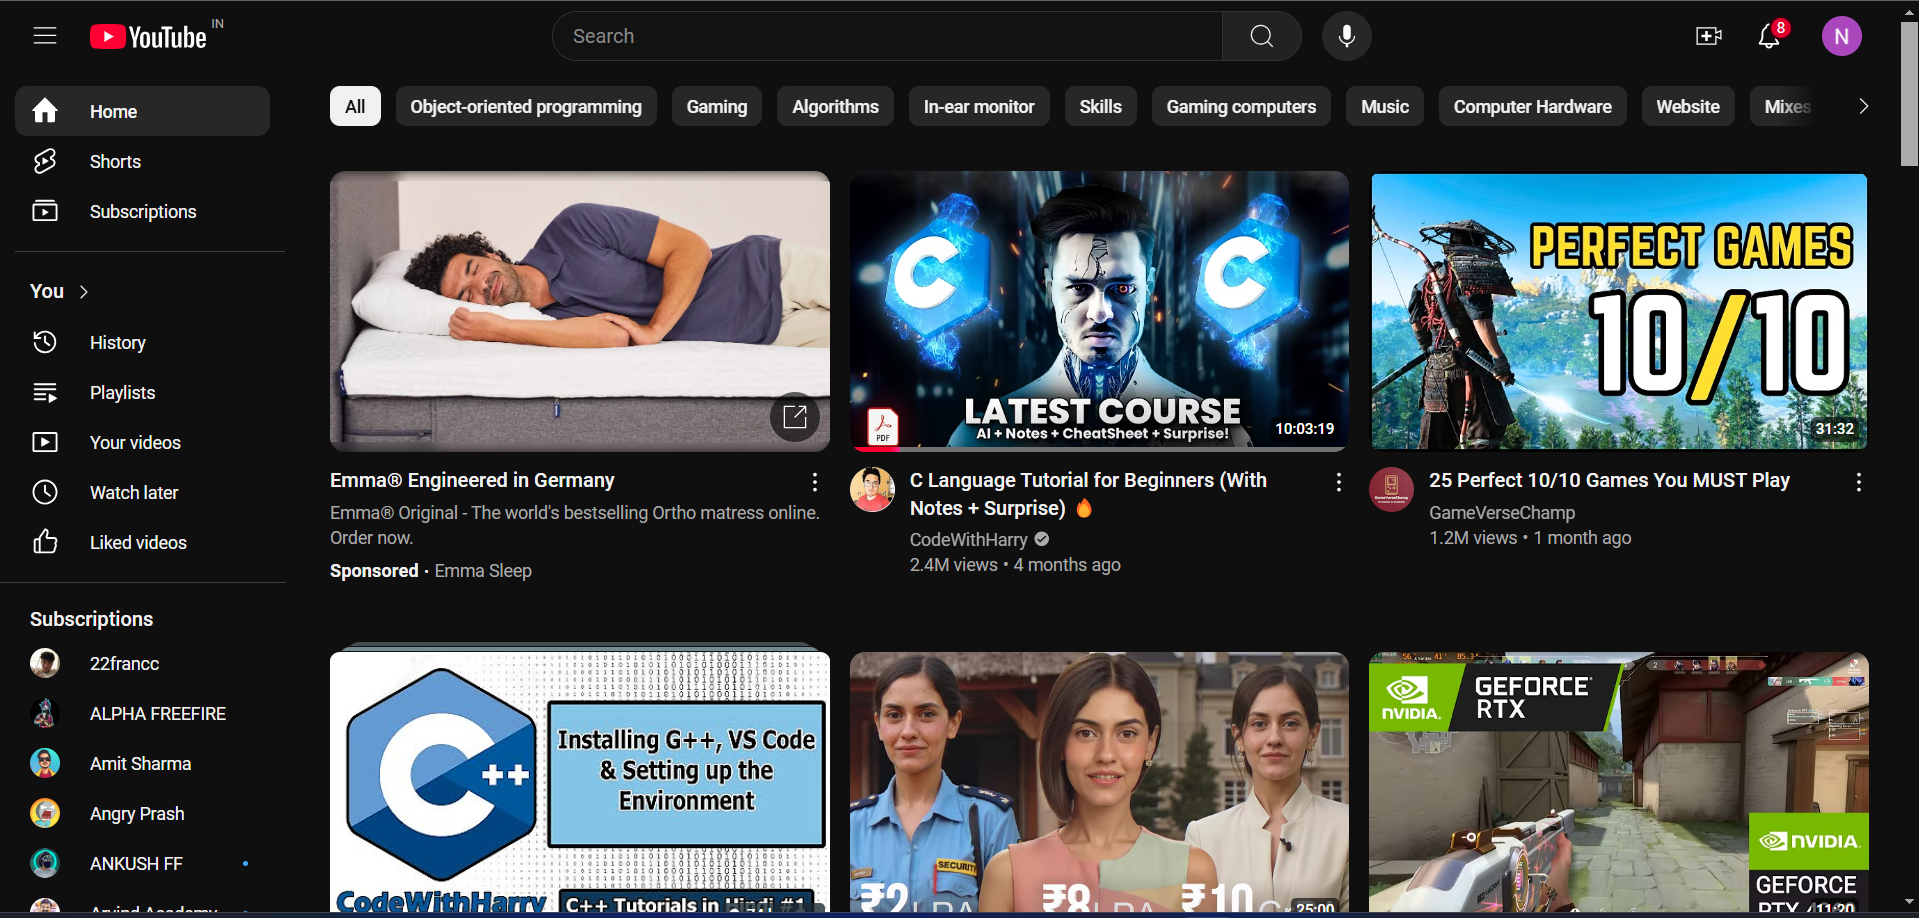 YouTube IN
Search
8
N
Home
Shorts
Subscriptions
You
History
Playlists
Your videos
Watch later
Liked videos
Subscriptions
22francc
ALPHA FREEFIRE
Amit Sharma
Angry Prash
ANKUSH FF
Arvind Academy
All
Object-oriented programming
Gaming
Algorithms
In-ear monitor
Skills
Gaming computers
Music
Computer Hardware
Website
Mixes
Emma® Engineered in Germany
Emma® Original - The world's bestselling Ortho matress online.
Order now.
Sponsored · Emma Sleep
C
C
LATEST COURSE
AI + Notes + CheatSheet + Surprise!
PDF
10:03:19
C Language Tutorial for Beginners (With
Notes + Surprise) 🔥
CodeWithHarry
2.4M views • 4 months ago
PERFECT GAMES
10/10
31:32
25 Perfect 10/10 Games You MUST Play
GameVerseChamp
1.2M views • 1 month ago
C++
Installing G++, VS Code
& Setting up the
Environment
CodeWithHarry
C++ Tutorials in Hindi #1
SECURITY
₹2 LPA
₹8 LPA
₹10
25:00
NVIDIA.
GEFORCE
RTX
NVIDIA.
GEFORCE
RTX
11:20